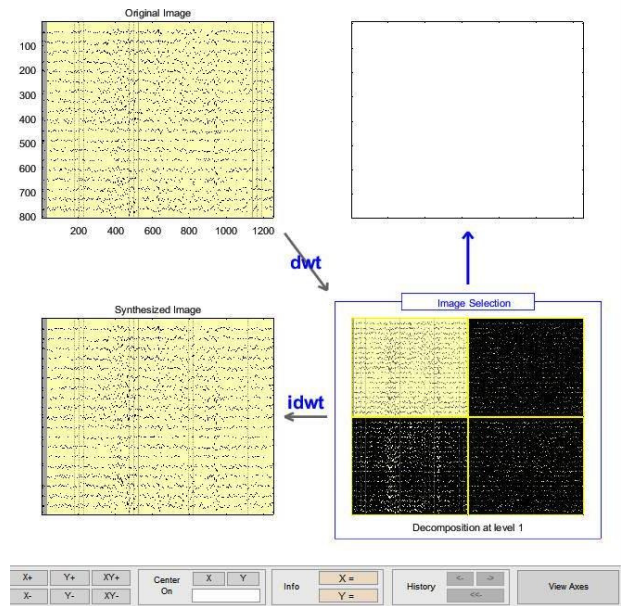 Original Image
100
200
300
400
500
600
700
800
200 400 600 800 1000 1200
dwt
Synthesized Image
Image Selection
idwt
Decomposition at level 1
X+ Y+ XY+
X- Y- XY-
Center On X Y
Info X = Y =
History <- -> <<-
View Axes